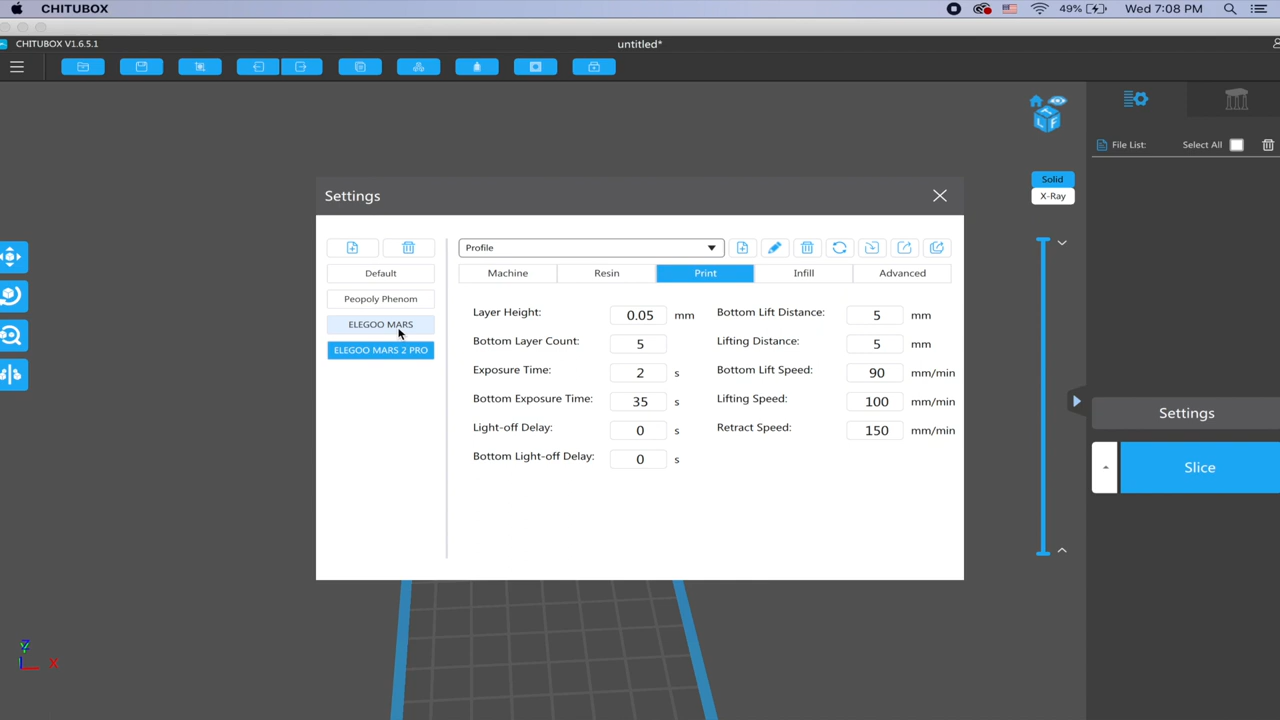 CHITUBOX
49%
Wed 7:08 PM
CHITUBOX V1.6.5.1
untitled*
File List:
Select All
Solid
X-Ray
L
F
Settings
Profile
Default
Peopoly Phenom
ELEGOO MARS
ELEGOO MARS 2 PRO
Machine
Resin
Print
Infill
Advanced
Layer Height: 0.05 mm
Bottom Layer Count: 5
Exposure Time: 2 s
Bottom Exposure Time: 35 s
Light-off Delay: 0 s
Bottom Light-off Delay: 0 s
Bottom Lift Distance: 5 mm
Lifting Distance: 5 mm
Bottom Lift Speed: 90 mm/min
Lifting Speed: 100 mm/min
Retract Speed: 150 mm/min
Settings
Slice
X